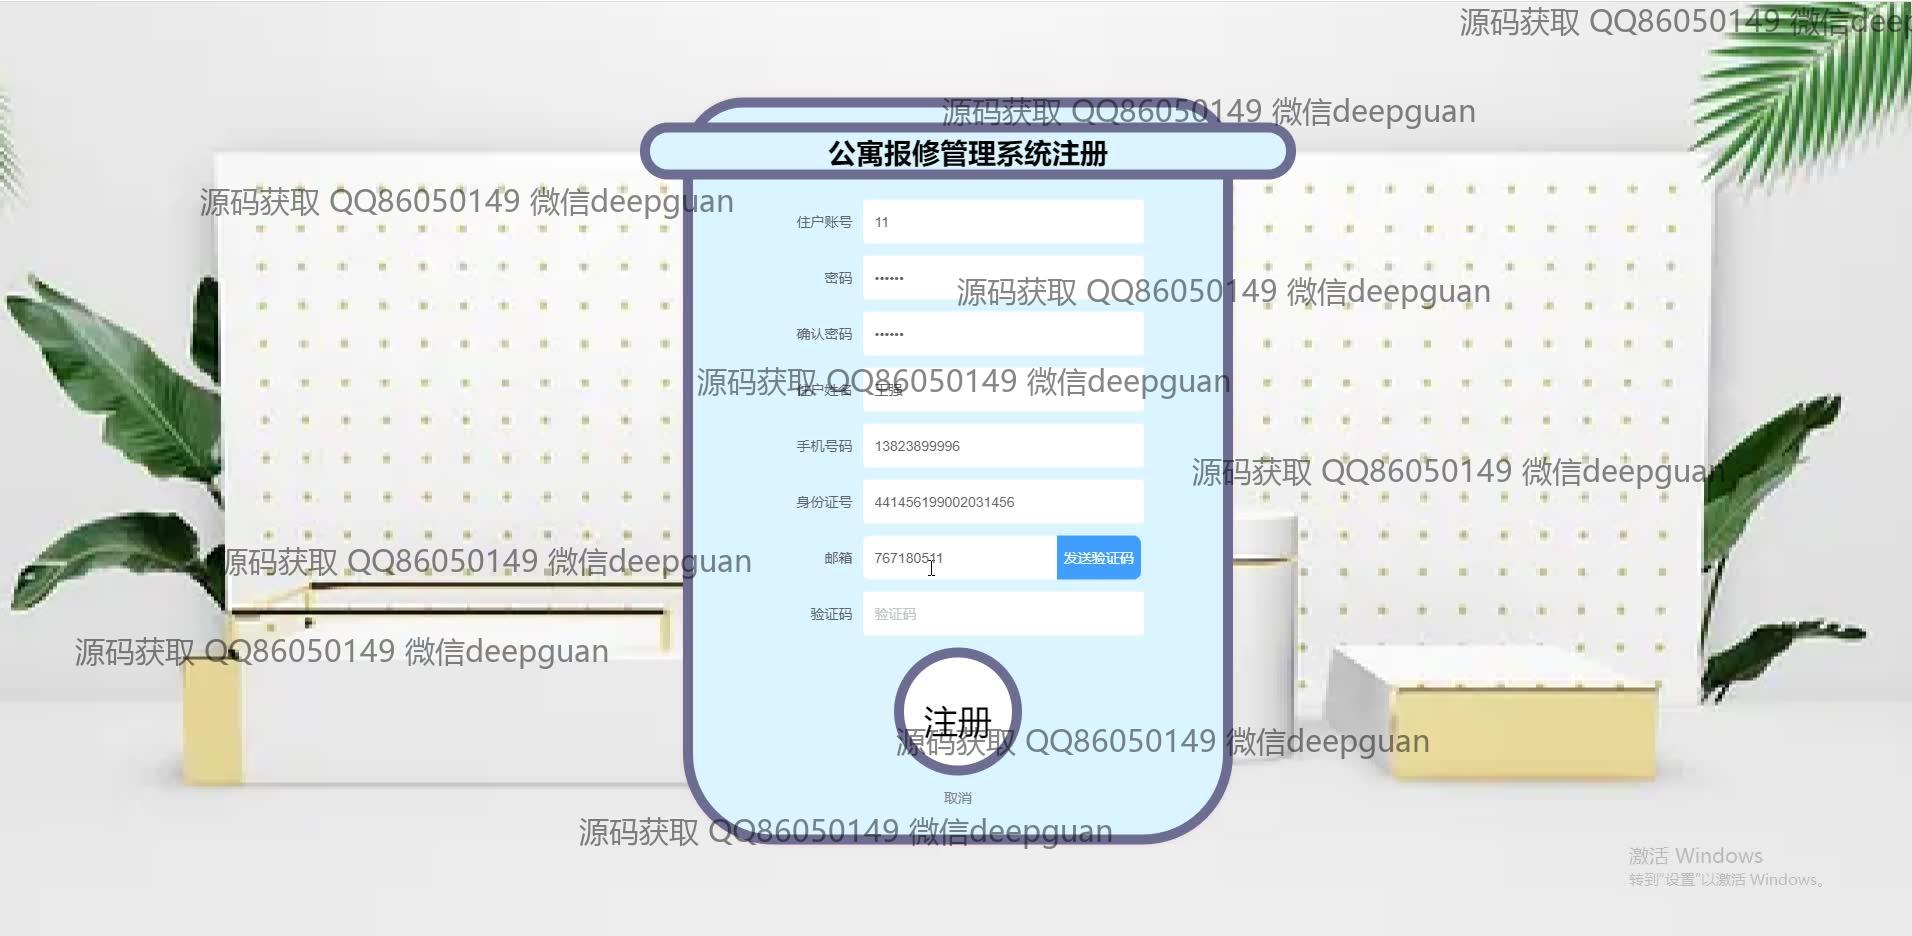 源码获取 QQ86050149 微信deep
源码获取 QQ86050149 微信deepguan
公寓报修管理系统注册
源码获取 QQ86050149 微信deepguan
住户账号 11
密码 ••••••
源码获取 QQ86050149 微信deepguan
确认密码 ••••••
源码获取 QQ86050149 微信deepguan
住户姓名 王强
手机号码 13823899996
源码获取 QQ86050149 微信deepguan
身份证号 441456199002031456
邮箱 767180511 发送验证码
源码获取 QQ86050149 微信deepguan
验证码 验证码
源码获取 QQ86050149 微信deepguan
注册
源码获取 QQ86050149 微信deepguan
取消
源码获取 QQ86050149 微信deepguan
激活 Windows
转到"设置"以激活 Windows。